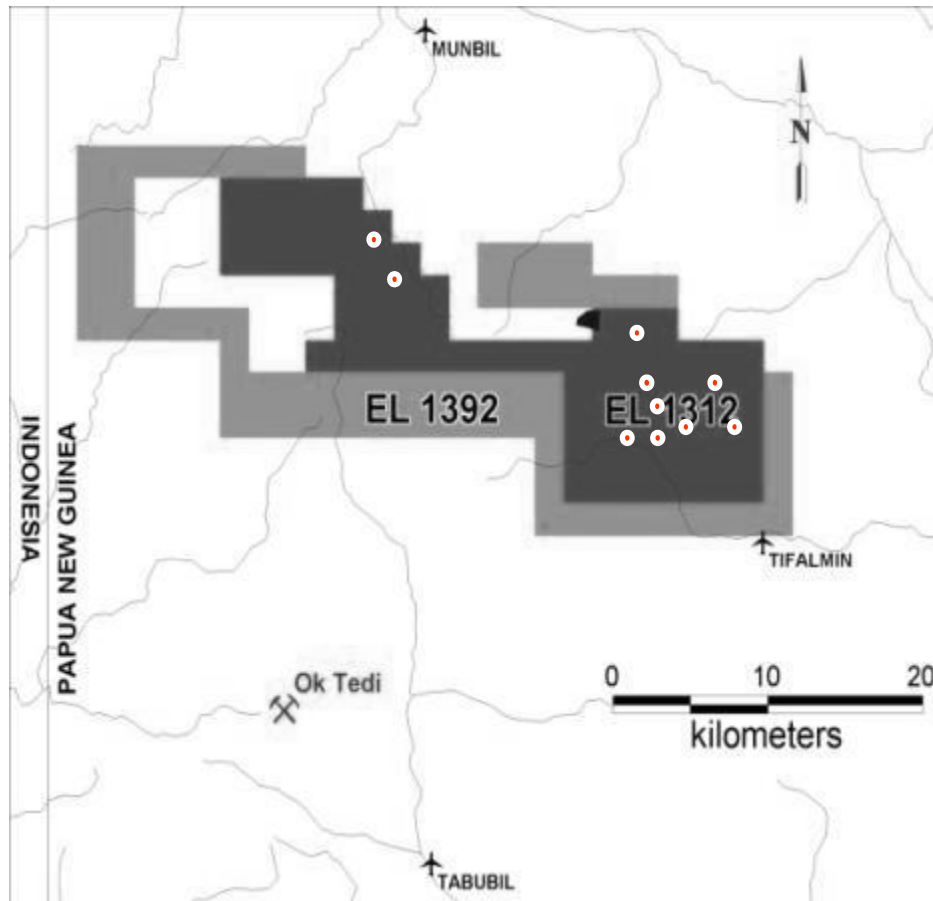 MUNBIL
N
EL 1392
EL 1312
INDONESIA
PAPUA NEW GUINEA
TIFALMIN
Ok Tedi
0 10 20
kilometers
TABUBIL